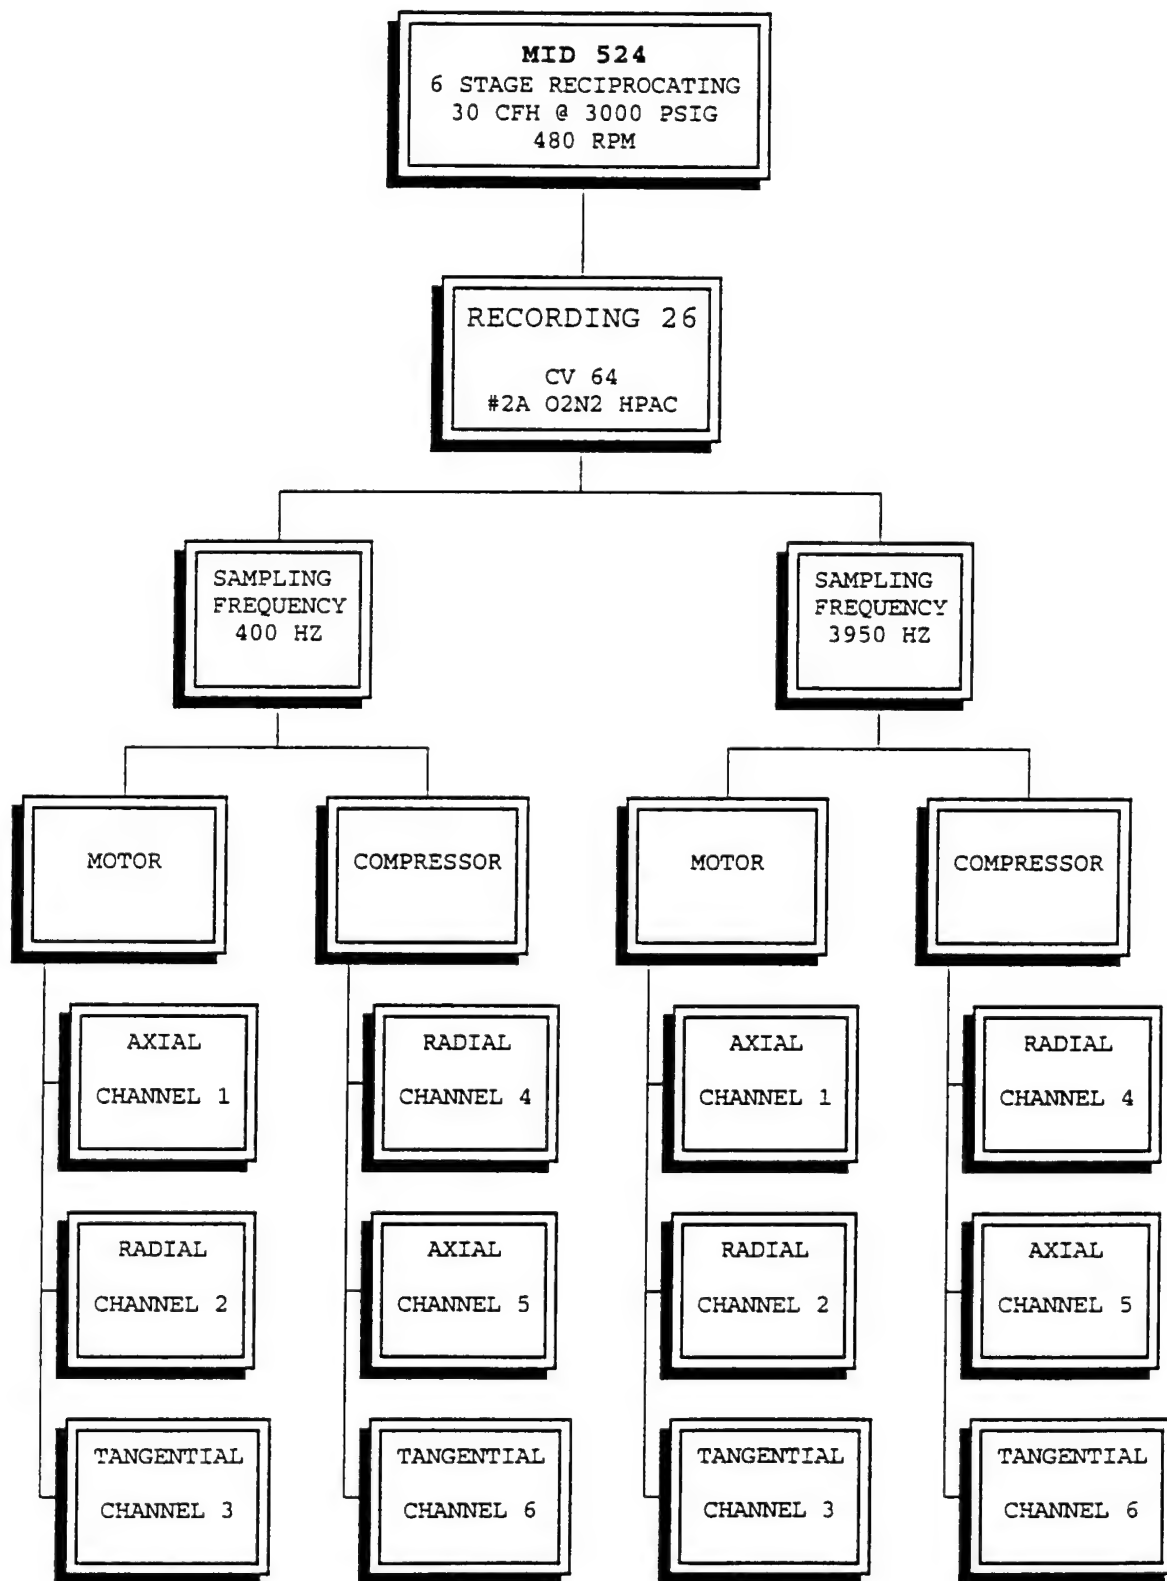 MID 524
6 STAGE RECIPROCATING
30 CFH @ 3000 PSIG
480 RPM
RECORDING 26
CV 64
#2A O2N2 HPAC
SAMPLING
FREQUENCY
400 HZ
SAMPLING
FREQUENCY
3950 HZ
MOTOR
COMPRESSOR
MOTOR
COMPRESSOR
AXIAL
CHANNEL 1
RADIAL
CHANNEL 4
AXIAL
CHANNEL 1
RADIAL
CHANNEL 4
RADIAL
CHANNEL 2
AXIAL
CHANNEL 5
RADIAL
CHANNEL 2
AXIAL
CHANNEL 5
TANGENTIAL
CHANNEL 3
TANGENTIAL
CHANNEL 6
TANGENTIAL
CHANNEL 3
TANGENTIAL
CHANNEL 6